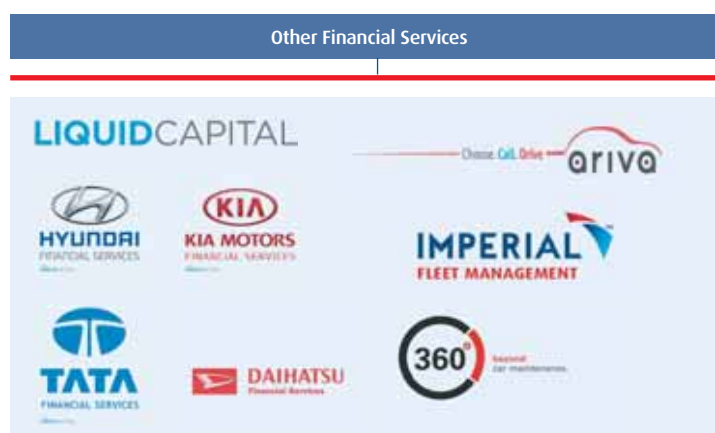 Other Financial Services
LIQUIDCAPITAL
Choose. Call. Drive
ariva
HYUNDAI
FINANCIAL SERVICES
KIA
KIA MOTORS
FINANCIAL SERVICES
IMPERIAL
FLEET MANAGEMENT
TATA
FINANCIAL SERVICES
DAIHATSU
Financial Services
360°
beyond
car maintenance.